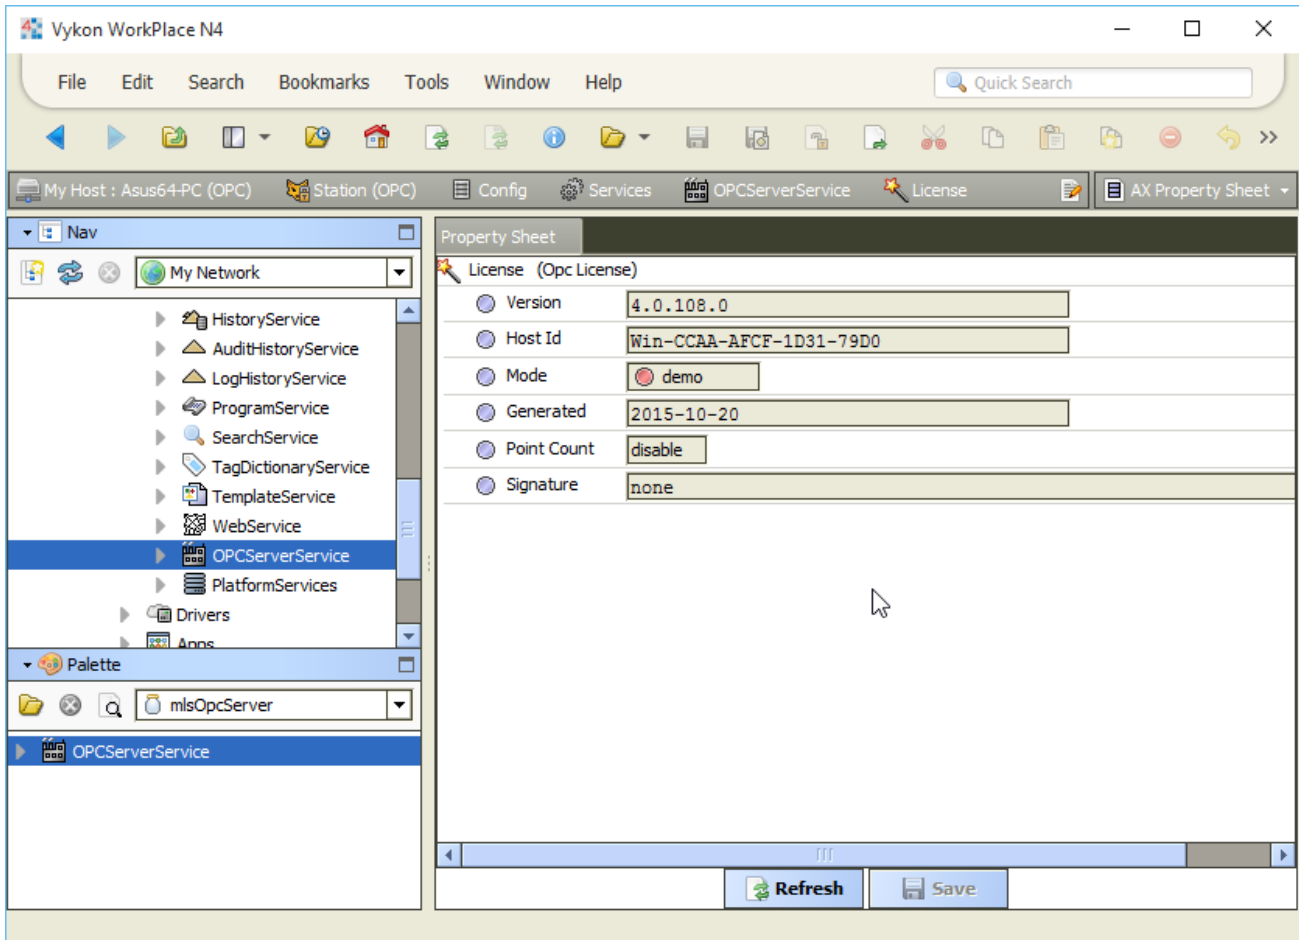 Vykon WorkPlace N4
File Edit Search Bookmarks Tools Window Help Quick Search
My Host : Asus64-PC (OPC) Station (OPC) Config Services OPCServerService License AX Property Sheet
Nav
My Network
HistoryService
AuditHistoryService
LogHistoryService
ProgramService
SearchService
TagDictionaryService
TemplateService
WebService
OPCServerService
PlatformServices
Drivers
Apps
Palette
mlsOpcServer
OPCServerService
Property Sheet
License (Opc License)
Version 4.0.108.0
Host Id Win-CCAA-AFCF-1D31-79D0
Mode demo
Generated 2015-10-20
Point Count disable
Signature none
Refresh Save